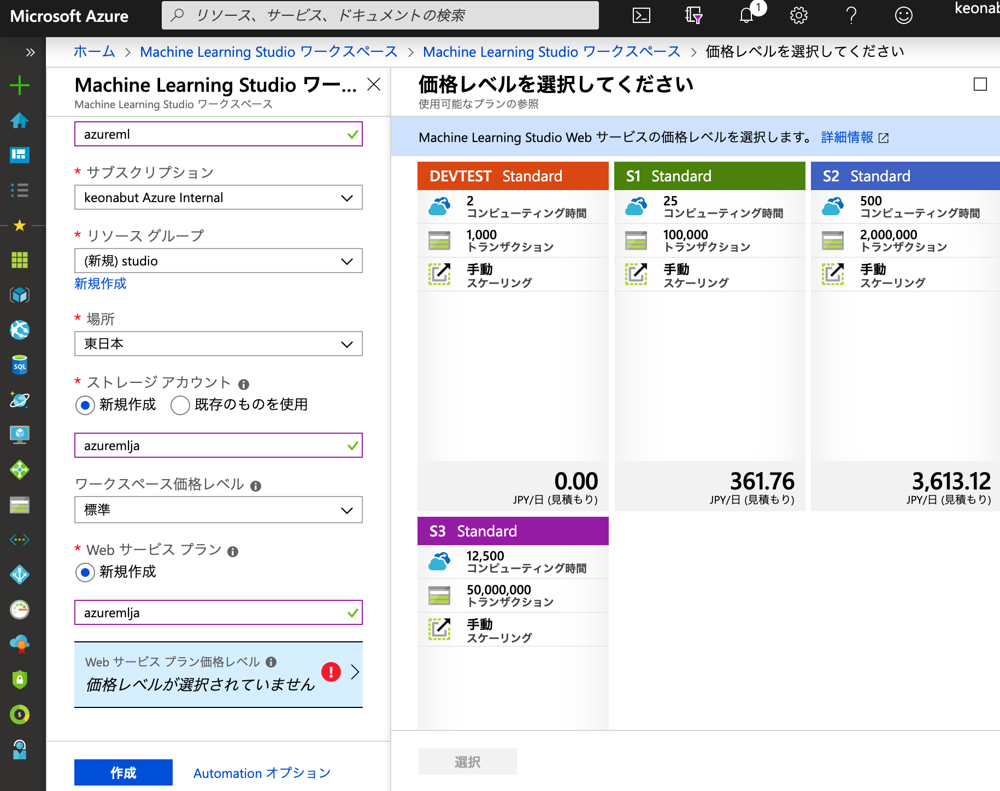 Microsoft Azure
リソース、サービス、ドキュメントの検索
1
keonab
ホーム > Machine Learning Studio ワークスペース > Machine Learning Studio ワークスペース > 価格レベルを選択してください
Machine Learning Studio ワー...
Machine Learning Studio ワークスペース
azureml
* サブスクリプション
keonabut Azure Internal
* リソース グループ
(新規) studio
新規作成
* 場所
東日本
* ストレージ アカウント
新規作成 既存のものを使用
azuremlja
ワークスペース価格レベル
標準
* Web サービス プラン
新規作成
azuremlja
Web サービス プラン価格レベル
価格レベルが選択されていません
作成 Automation オプション
SQL
価格レベルを選択してください
使用可能なプランの参照
Machine Learning Studio Web サービスの価格レベルを選択します。 詳細情報
DEVTEST Standard
2
コンピューティング時間
1,000
トランザクション
手動
スケーリング
0.00
JPY/日 (見積もり)
S1 Standard
25
コンピューティング時間
100,000
トランザクション
手動
スケーリング
361.76
JPY/日 (見積もり)
S2 Standard
500
コンピューティング時間
2,000,000
トランザクション
手動
スケーリング
3,613.12
JPY/日 (見積もり)
S3 Standard
12,500
コンピューティング時間
50,000,000
トランザクション
手動
スケーリング
選択